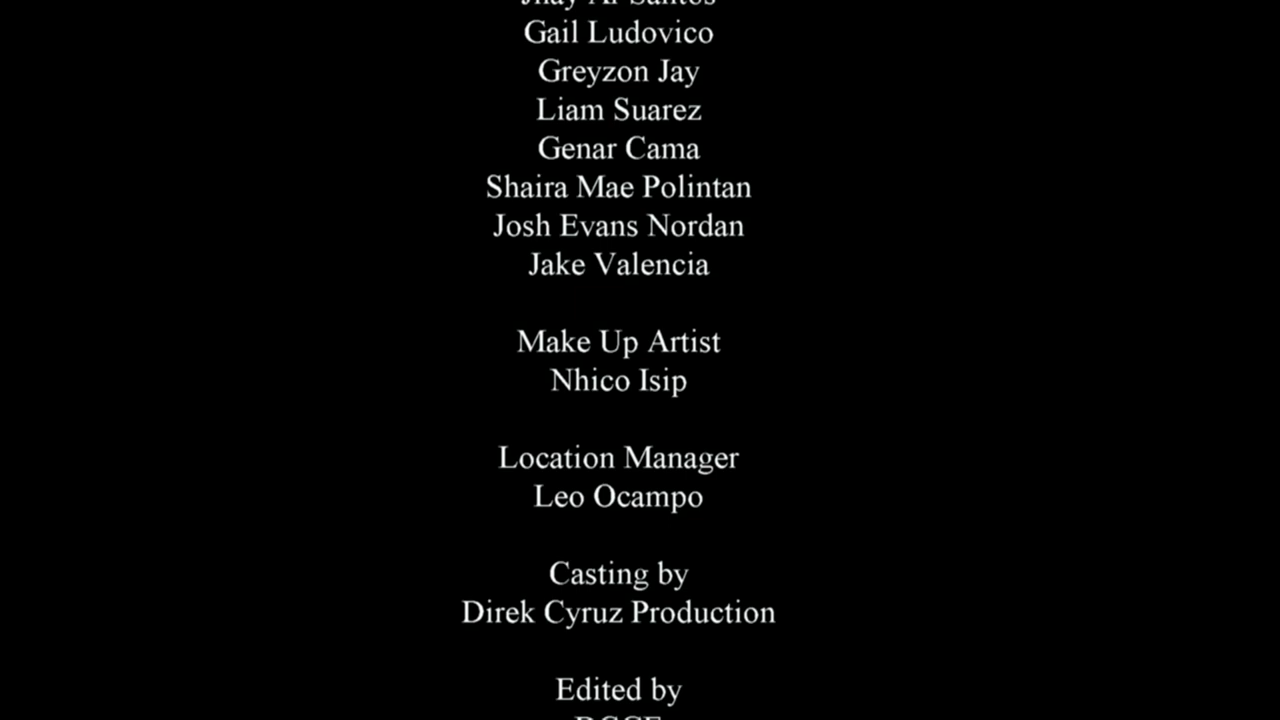 Gail Ludovico
Greyzon Jay
Liam Suarez
Genar Cama
Shaira Mae Polintan
Josh Evans Nordan
Jake Valencia
Make Up Artist
Nhico Isip
Location Manager
Leo Ocampo
Casting by
Direk Cyruz Production
Edited by